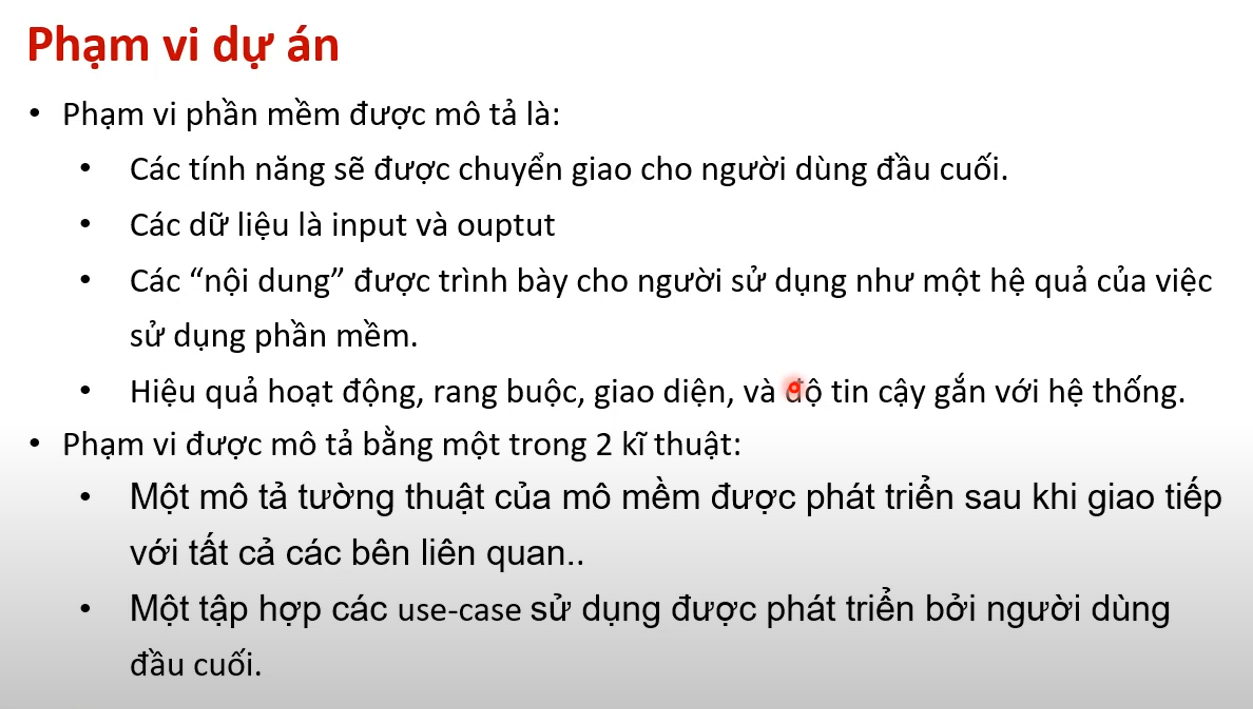 Phạm vi dự án
• Phạm vi phần mềm được mô tả là:
• Các tính năng sẽ được chuyển giao cho người dùng đầu cuối.
• Các dữ liệu là input và ouptut
• Các “nội dung” được trình bày cho người sử dụng như một hệ quả của việc
sử dụng phần mềm.
• Hiệu quả hoạt động, rang buộc, giao diện, và độ tin cậy gắn với hệ thống.
• Phạm vi được mô tả bằng một trong 2 kĩ thuật:
• Một mô tả tường thuật của mô mềm được phát triển sau khi giao tiếp
với tất cả các bên liên quan..
• Một tập hợp các use-case sử dụng được phát triển bởi người dùng
đầu cuối.